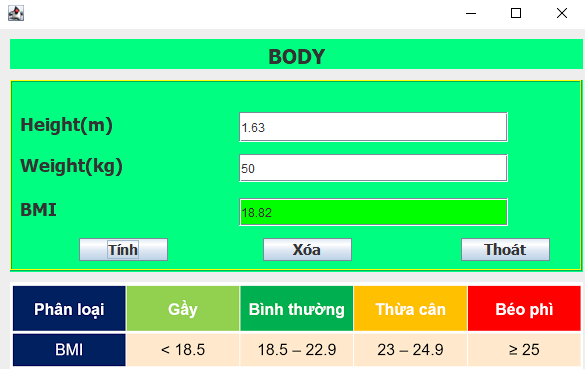 BODY
Height(m) 1.63
Weight(kg) 50
BMI 18.82
Tính Xóa Thoát
Phân loại Gầy Bình thường Thừa cân Béo phì
BMI < 18.5 18.5 – 22.9 23 – 24.9 ≥ 25